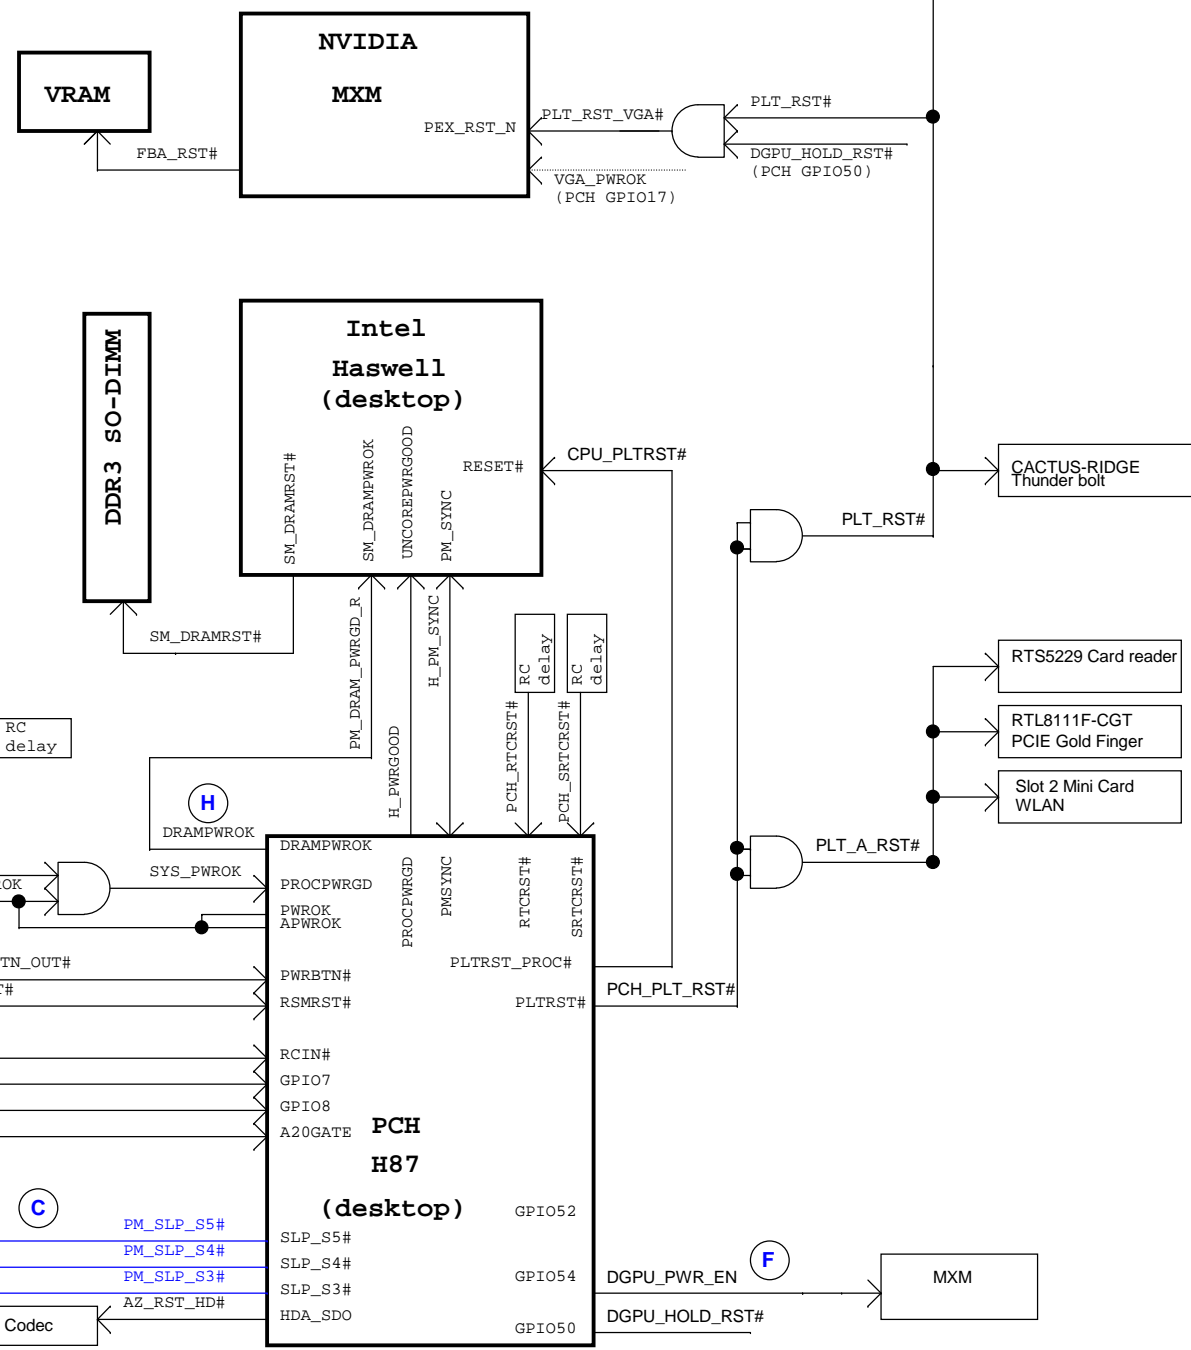 NVIDIA
MXM
VRAM
PEX_RST_N
PLT_RST_VGA#
PLT_RST#
FBA_RST#
DGPU_HOLD_RST#
(PCH GPIO50)
VGA_PWROK
(PCH GPIO17)
Intel
Haswell
(desktop)
DDR3 SO-DIMM
SM_DRAMRST#
SM_DRAMPWROK
UNCOREPWRGOOD
PM_SYNC
RESET#
CPU_PLTRST#
CACTUS-RIDGE
Thunder bolt
PLT_RST#
SM_DRAMRST#
PM_DRAM_PWRGD_R
H_PM_SYNC
RC
delay
RC
delay
RTS5229 Card reader
RC
delay
H_PWRGOOD
PCH_RTCRST#
PCH_SRTCRST#
RTL8111F-CGT
PCIE Gold Finger
Slot 2 Mini Card
WLAN
H
DRAMPWROK
DRAMPWROK
PLT_A_RST#
SYS_PWROK
OK
PROCPWRGD
PWROK
APWROK
PROCPWRGD
PMSYNC
RTCRST#
SRTCRST#
TN_OUT#
PWRBTN#
PLTRST_PROC#
T#
RSMRST#
PLTRST#
PCH_PLT_RST#
RCIN#
GPIO7
GPIO8
A20GATE
PCH
H87
(desktop)
C
GPIO52
PM_SLP_S5#
SLP_S5#
PM_SLP_S4#
SLP_S4#
PM_SLP_S3#
SLP_S3#
GPIO54
DGPU_PWR_EN
F
MXM
AZ_RST_HD#
HDA_SDO
GPIO50
DGPU_HOLD_RST#
Codec